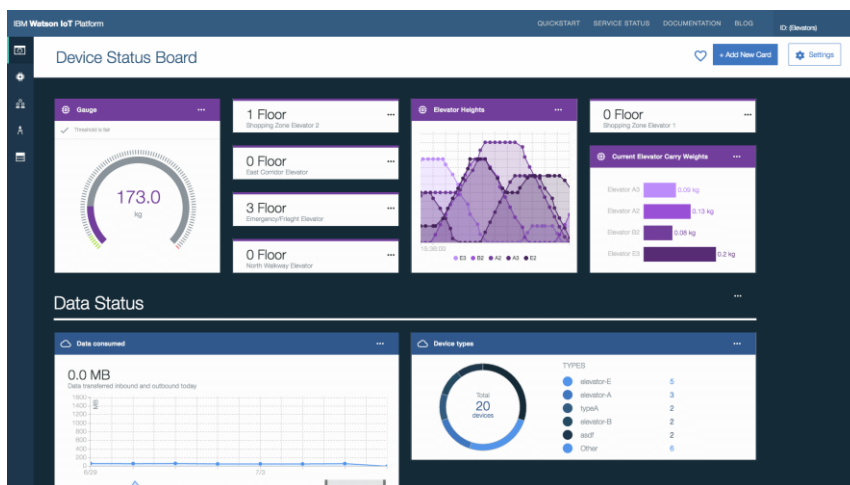 IBM Watson IoT Platform
QUICKSTART SERVICE STATUS DOCUMENTATION BLOG
ID: (Elevators)
Device Status Board
+ Add New Card
Settings
Gauge
Threshold is fair
173.0
kg
1 Floor
Shopping Zone Elevator 2
0 Floor
East Corridor Elevator
3 Floor
Emergency/Frieght Elevator
0 Floor
North Walkway Elevator
Elevator Heights
15:38:00
E3 B2 A2 A3 E2
0 Floor
Shopping Zone Elevator 1
Current Elevator Carry Weights
Elevator A3 0.09 kg
Elevator A2 0.13 kg
Elevator B2 0.08 kg
Elevator E3 0.2 kg
Data Status
Data consumed
0.0 MB
Data transferred inbound and outbound today
MB
1600
1400
1200
1000
800
600
400
200
0
6/29 7/3
Device types
Total
20
devices
TYPES
elevator-E 5
elevator-A 3
typeA 2
elevator-B 2
asdf 2
Other 6